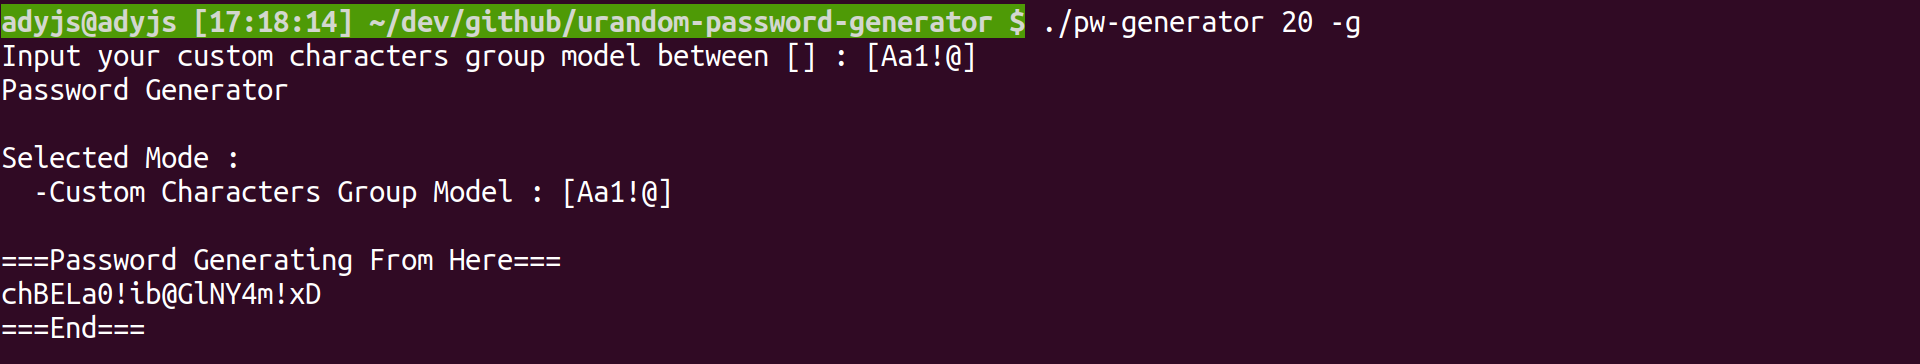 adyjs@adyjs [17:18:14] ~/dev/github/urandom-password-generator $ ./pw-generator 20 -g
Input your custom characters group model between [] : [Aa1!@]
Password Generator
Selected Mode :
-Custom Characters Group Model : [Aa1!@]
===Password Generating From Here===
chBELa0!ib@GlNY4m!xD
===End===